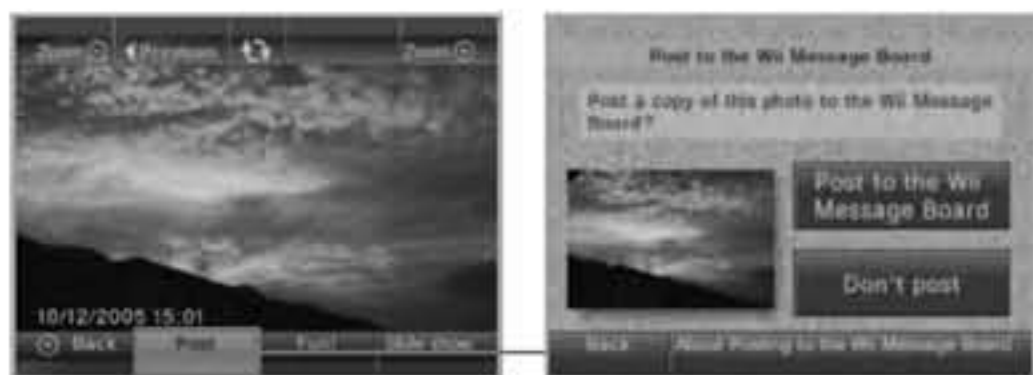 Zoom Previous Zoom
10/12/2005 15:01
Back Post Fun! Slide show
Post to the Wii Message Board
Post a copy of this photo to the Wii Message
Board?
Post to the Wii
Message Board
Don't post
Back About Posting to the Wii Message Board